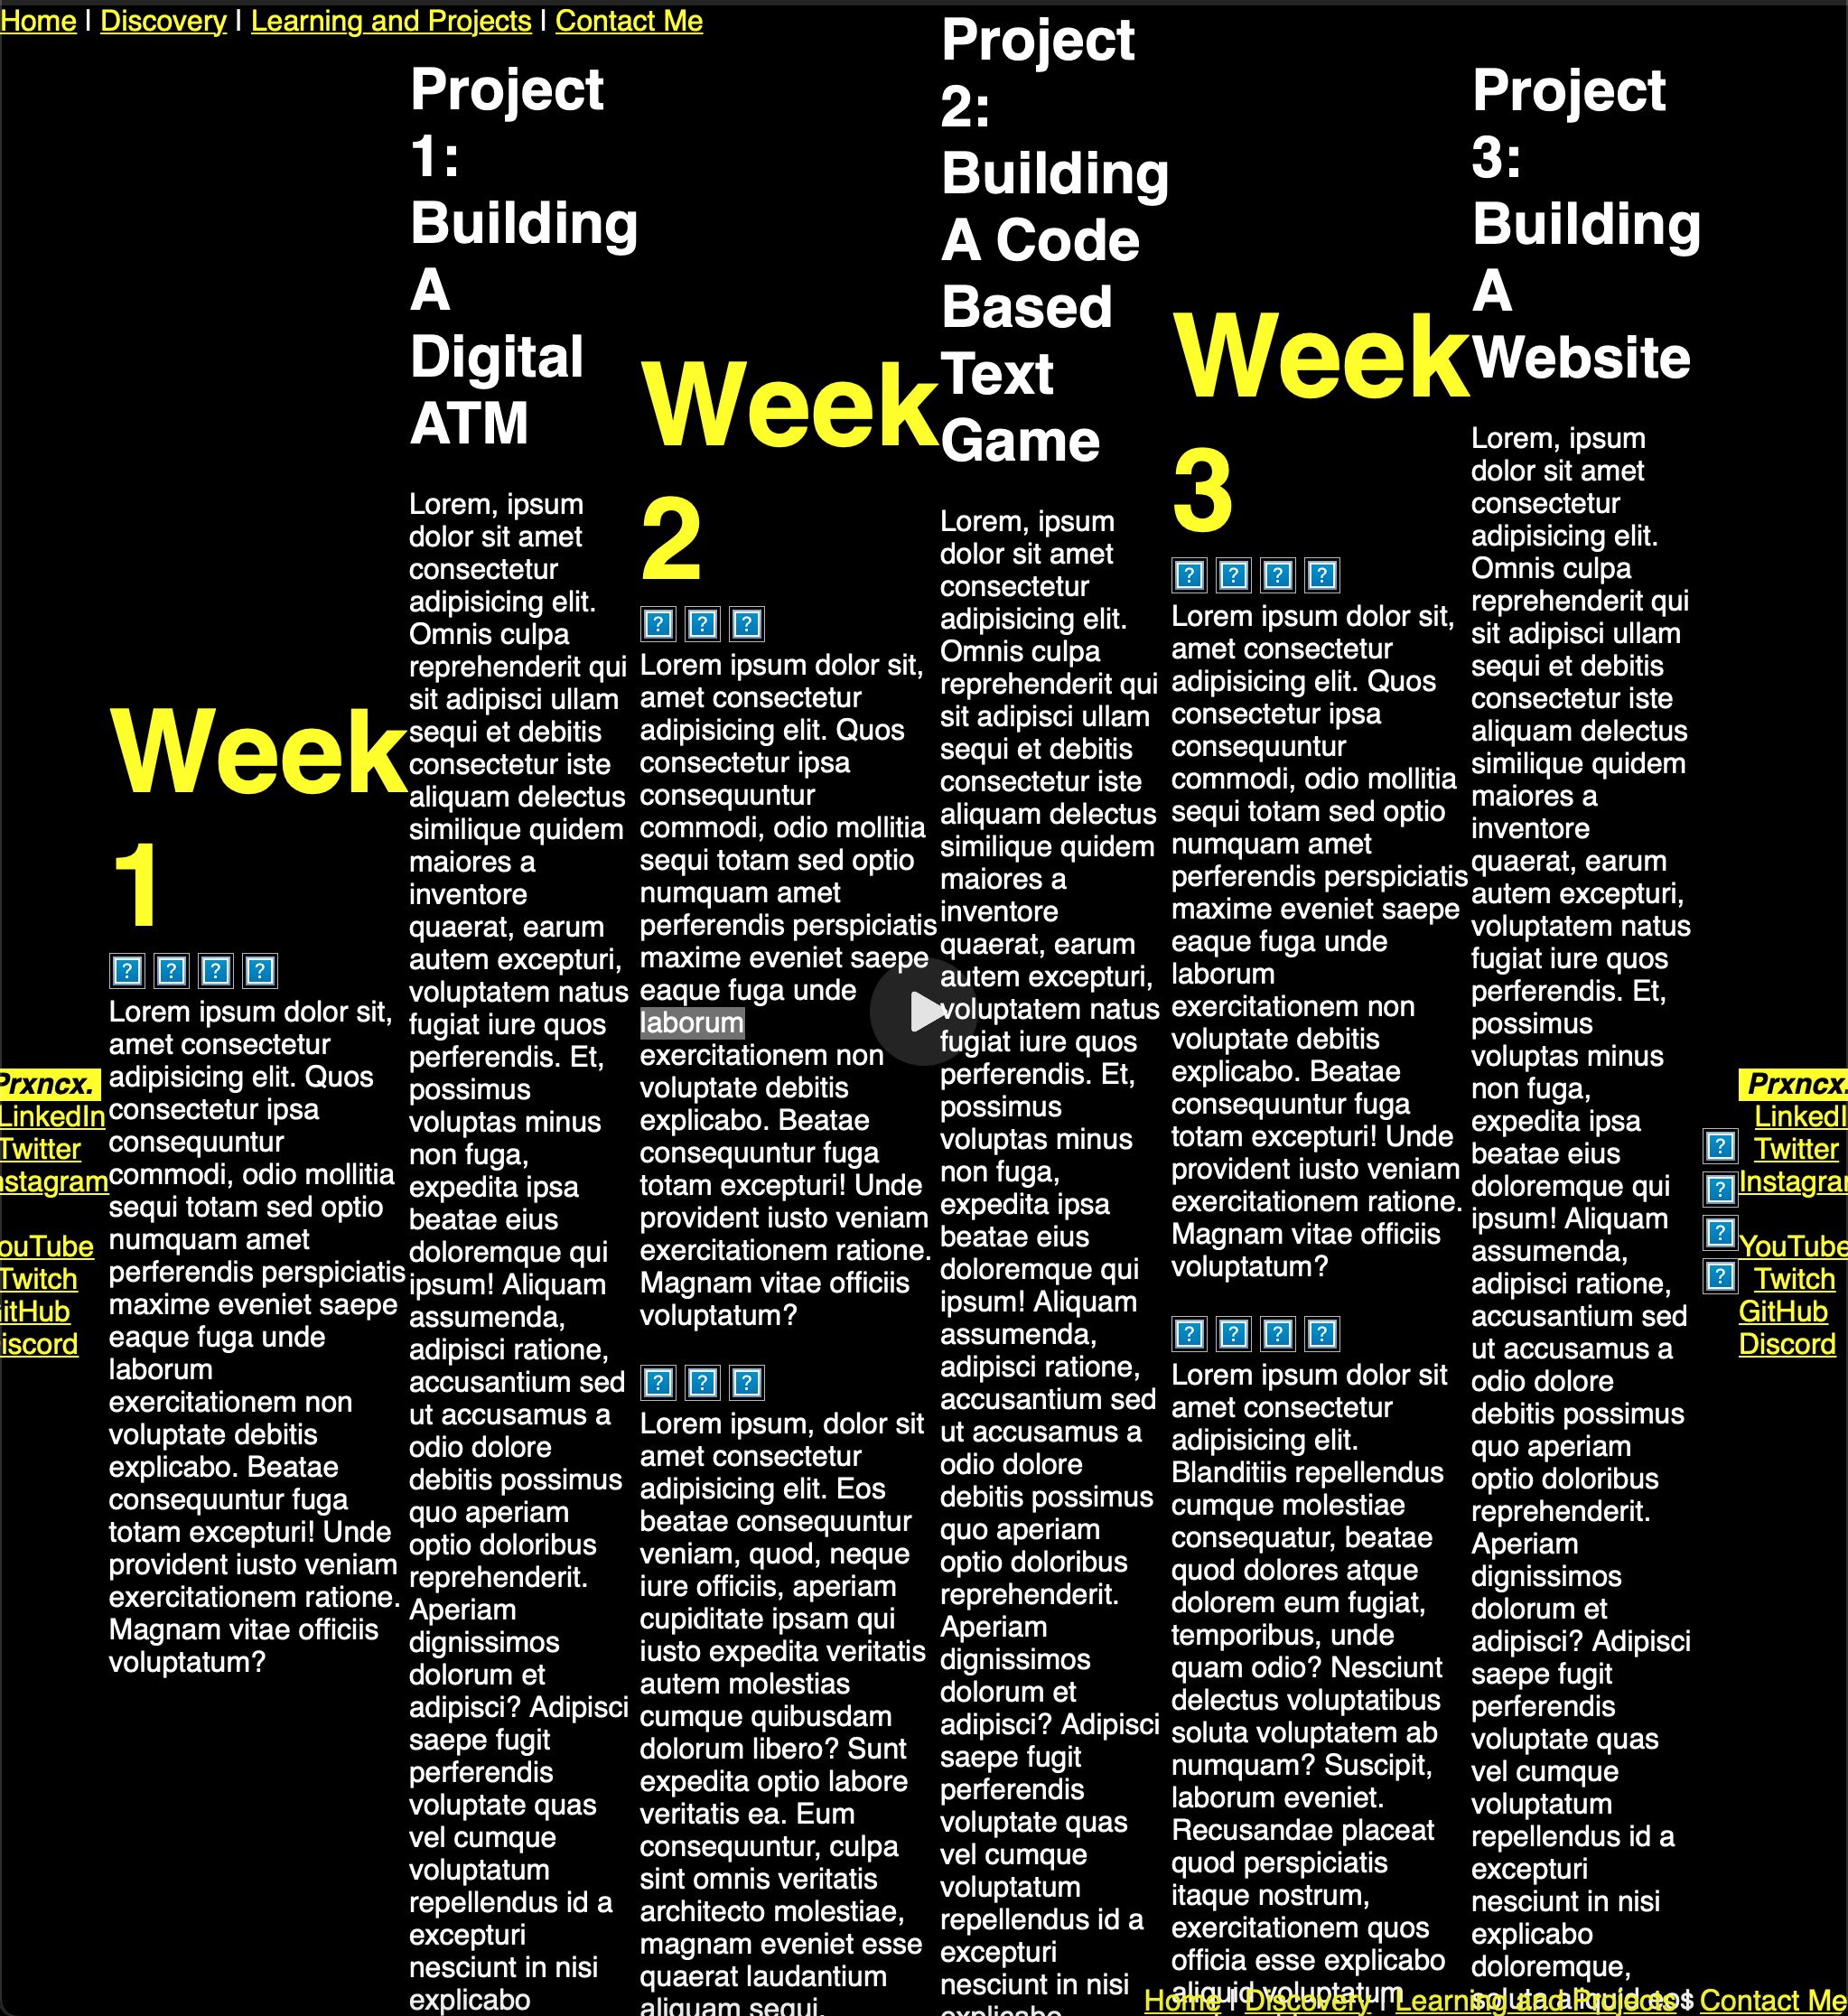 Home | Discovery | Learning and Projects | Contact Me
Prxncx.
LinkedIn
Twitter
nstagram
ouTube
Twitch
itHub
iscord
Week
1
Lorem ipsum dolor sit,
amet consectetur
adipisicing elit. Quos
consectetur ipsa
consequuntur
commodi, odio mollitia
sequi totam sed optio
numquam amet
perferendis perspiciatis
maxime eveniet saepe
eaque fuga unde
laborum
exercitationem non
voluptate debitis
explicabo. Beatae
consequuntur fuga
totam excepturi! Unde
provident iusto veniam
exercitationem ratione.
Magnam vitae officiis
voluptatum?
Project
1:
Building
A
Digital
ATM
Lorem, ipsum
dolor sit amet
consectetur
adipisicing elit.
Omnis culpa
reprehenderit qui
sit adipisci ullam
sequi et debitis
consectetur iste
aliquam delectus
similique quidem
maiores a
inventore
quaerat, earum
autem excepturi,
voluptatem natus
fugiat iure quos
perferendis. Et,
possimus
voluptas minus
non fuga,
expedita ipsa
beatae eius
doloremque qui
ipsum! Aliquam
assumenda,
adipisci ratione,
accusantium sed
ut accusamus a
odio dolore
debitis possimus
quo aperiam
optio doloribus
reprehenderit.
Aperiam
dignissimos
dolorum et
adipisci? Adipisci
saepe fugit
perferendis
voluptate quas
vel cumque
voluptatum
repellendus id a
excepturi
nesciunt in nisi
explicabo
Week
2
Lorem ipsum dolor sit,
amet consectetur
adipisicing elit. Quos
consectetur ipsa
consequuntur
commodi, odio mollitia
sequi totam sed optio
numquam amet
perferendis perspiciatis
maxime eveniet saepe
eaque fuga unde
laborum
exercitationem non
voluptate debitis
explicabo. Beatae
consequuntur fuga
totam excepturi! Unde
provident iusto veniam
exercitationem ratione.
Magnam vitae officiis
voluptatum?
Lorem ipsum, dolor sit
amet consectetur
adipisicing elit. Eos
beatae consequuntur
veniam, quod, neque
iure officiis, aperiam
cupiditate ipsam qui
iusto expedita veritatis
autem molestias
cumque quibusdam
dolorum libero? Sunt
expedita optio labore
veritatis ea. Eum
consequuntur, culpa
sint omnis veritatis
architecto molestiae,
magnam eveniet esse
quaerat laudantium
aliquam sequi.
Project
2:
Building
A Code
Based
Text
Game
Lorem, ipsum
dolor sit amet
consectetur
adipisicing elit.
Omnis culpa
reprehenderit qui
sit adipisci ullam
sequi et debitis
consectetur iste
aliquam delectus
similique quidem
maiores a
inventore
quaerat, earum
autem excepturi,
voluptatem natus
fugiat iure quos
perferendis. Et,
possimus
voluptas minus
non fuga,
expedita ipsa
beatae eius
doloremque qui
ipsum! Aliquam
assumenda,
adipisci ratione,
accusantium sed
ut accusamus a
odio dolore
debitis possimus
quo aperiam
optio doloribus
reprehenderit.
Aperiam
dignissimos
dolorum et
adipisci? Adipisci
saepe fugit
perferendis
voluptate quas
vel cumque
voluptatum
repellendus id a
excepturi
nesciunt in nisi
explicabo
Week
3
Lorem ipsum dolor sit,
amet consectetur
adipisicing elit. Quos
consectetur ipsa
consequuntur
commodi, odio mollitia
sequi totam sed optio
numquam amet
perferendis perspiciatis
maxime eveniet saepe
eaque fuga unde
laborum
exercitationem non
voluptate debitis
explicabo. Beatae
consequuntur fuga
totam excepturi! Unde
provident iusto veniam
exercitationem ratione.
Magnam vitae officiis
voluptatum?
Lorem ipsum dolor sit
amet consectetur
adipisicing elit.
Blanditiis repellendus
cumque molestiae
consequatur, beatae
quod dolores atque
dolorem eum fugiat,
temporibus, unde
quam odio? Nesciunt
delectus voluptatibus
soluta voluptatem ab
numquam? Suscipit,
laborum eveniet.
Recusandae placeat
quod perspiciatis
itaque nostrum,
exercitationem quos
officia esse explicabo
aliquid voluptatum
Project
3:
Building
A
Website
Lorem, ipsum
dolor sit amet
consectetur
adipisicing elit.
Omnis culpa
reprehenderit qui
sit adipisci ullam
sequi et debitis
consectetur iste
aliquam delectus
similique quidem
maiores a
inventore
quaerat, earum
autem excepturi,
voluptatem natus
fugiat iure quos
perferendis. Et,
possimus
voluptas minus
non fuga,
expedita ipsa
beatae eius
doloremque qui
ipsum! Aliquam
assumenda,
adipisci ratione,
accusantium sed
ut accusamus a
odio dolore
debitis possimus
quo aperiam
optio doloribus
reprehenderit.
Aperiam
dignissimos
dolorum et
adipisci? Adipisci
saepe fugit
perferendis
voluptate quas
vel cumque
voluptatum
repellendus id a
excepturi
nesciunt in nisi
explicabo
doloremque,
soluta aliquid eos
Prxncx.
LinkedI
Twitter
Instagra
YouTube
Twitch
GitHub
Discord
Home | Discovery | Learning and Projects | Contact Me